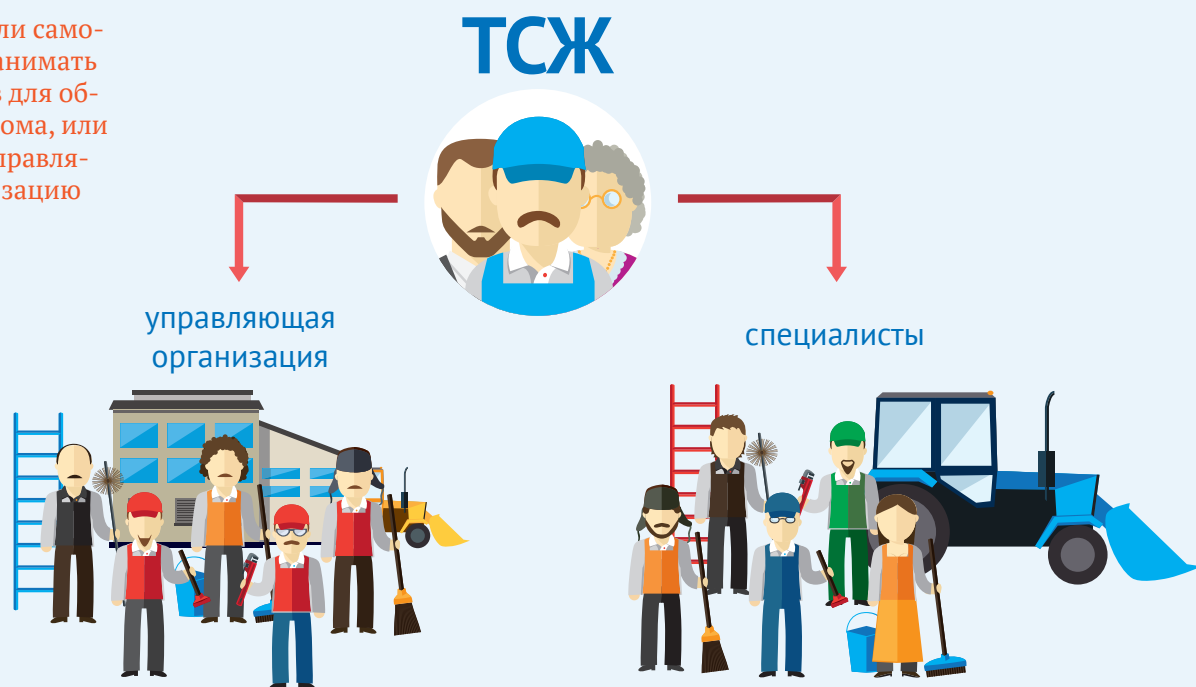 ли само-
анимать
для об-
ома, или
правля-
зацию
ТСЖ
управляющая
организация
специалисты